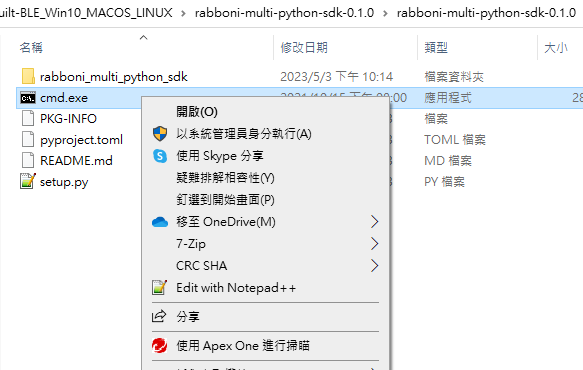 uilt-BLE_Win10_MACOS_LINUX > rabboni-multi-python-sdk-0.1.0 > rabboni-multi-python-sdk-0.1.0
名稱 修改日期 類型 大小
rabboni_multi_python_sdk 2023/5/3 下午 10:14 檔案資料夾
cmd.exe 應用程式 28
PKG-INFO 檔案
pyproject.toml TOML 檔案
README.md MD 檔案
setup.py PY 檔案
開啟(O)
以系統管理員身分執行(A)
使用 Skype 分享
疑難排解相容性(Y)
釘選到開始畫面(P)
移至 OneDrive(M)
7-Zip
CRC SHA
Edit with Notepad++
分享
使用 Apex One 進行掃瞄